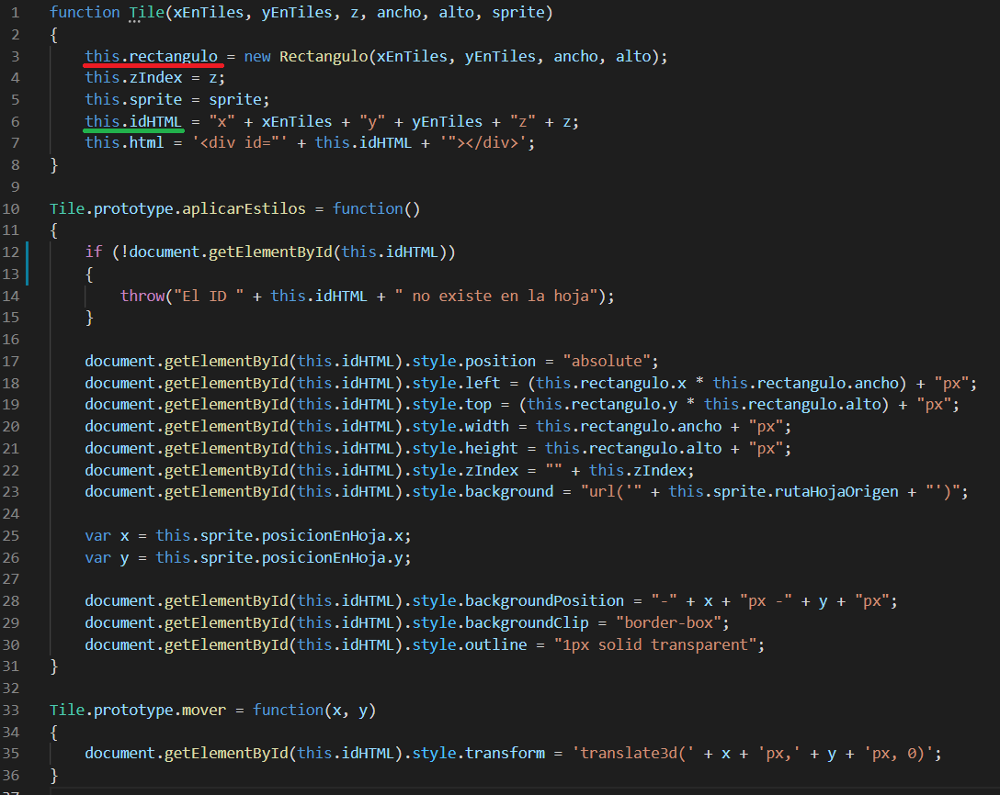 1 function Tile(xEnTiles, yEnTiles, z, ancho, alto, sprite)
2 {
3     this.rectangulo = new Rectangulo(xEnTiles, yEnTiles, ancho, alto);
4     this.zIndex = z;
5     this.sprite = sprite;
6     this.idHTML = "x" + xEnTiles + "y" + yEnTiles + "z" + z;
7     this.html = '<div id="' + this.idHTML + '"></div>';
8 }
9
10 Tile.prototype.aplicarEstilos = function()
11 {
12     if (!document.getElementById(this.idHTML))
13     {
14         throw("El ID " + this.idHTML + " no existe en la hoja");
15     }
16
17     document.getElementById(this.idHTML).style.position = "absolute";
18     document.getElementById(this.idHTML).style.left = (this.rectangulo.x * this.rectangulo.ancho) + "px";
19     document.getElementById(this.idHTML).style.top = (this.rectangulo.y * this.rectangulo.alto) + "px";
20     document.getElementById(this.idHTML).style.width = this.rectangulo.ancho + "px";
21     document.getElementById(this.idHTML).style.height = this.rectangulo.alto + "px";
22     document.getElementById(this.idHTML).style.zIndex = "" + this.zIndex;
23     document.getElementById(this.idHTML).style.background = "url('" + this.sprite.rutaHojaOrigen + "')";
24
25     var x = this.sprite.posicionEnHoja.x;
26     var y = this.sprite.posicionEnHoja.y;
27
28     document.getElementById(this.idHTML).style.backgroundPosition = "-" + x + "px -" + y + "px";
29     document.getElementById(this.idHTML).style.backgroundClip = "border-box";
30     document.getElementById(this.idHTML).style.outline = "1px solid transparent";
31 }
32
33 Tile.prototype.mover = function(x, y)
34 {
35     document.getElementById(this.idHTML).style.transform = 'translate3d(' + x + 'px,' + y + 'px, 0)';
36 }
37